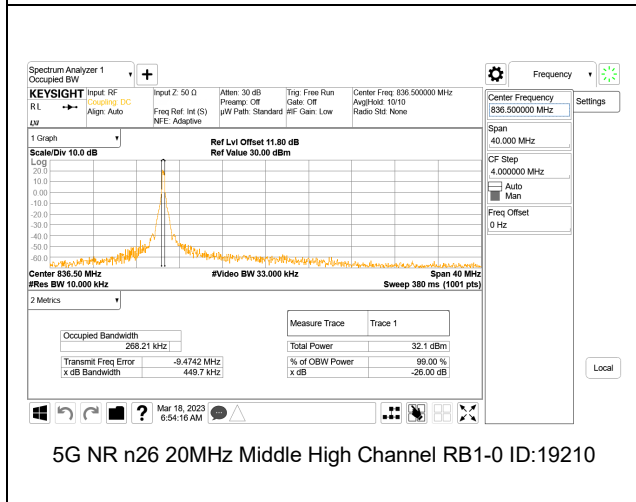 Spectrum Analyzer 1
Occupied BW
+
Frequency
KEYSIGHT Input: RF Input Z: 50 Ω Atten: 30 dB Trig: Free Run Center Freq: 836.500000 MHz
RL Coupling: DC Preamp: Off Gate: Off Avg|Hold: 10/10
Align: Auto Freq Ref: Int (S) µW Path: Standard #IF Gain: Low Radio Std: None
LXI NFE: Adaptive
Center Frequency
836.500000 MHz
Settings
Span
40.000 MHz
CF Step
4.000000 MHz
Auto
Man
Freq Offset
0 Hz
Local
1 Graph
Ref Lvl Offset 11.80 dB
Scale/Div 10.0 dB Ref Value 30.00 dBm
Log
20.0
10.0
0.00
-10.0
-20.0
-30.0
-40.0
-50.0
-60.0
Center 836.50 MHz #Video BW 33.000 kHz Span 40 MHz
#Res BW 10.000 kHz Sweep 380 ms (1001 pts)
2 Metrics
Measure Trace Trace 1
Occupied Bandwidth
268.21 kHz Total Power 32.1 dBm
Transmit Freq Error -9.4742 MHz % of OBW Power 99.00 %
x dB Bandwidth 449.7 kHz x dB -26.00 dB
? Mar 18, 2023
6:54:16 AM
5G NR n26 20MHz Middle High Channel RB1-0 ID:19210